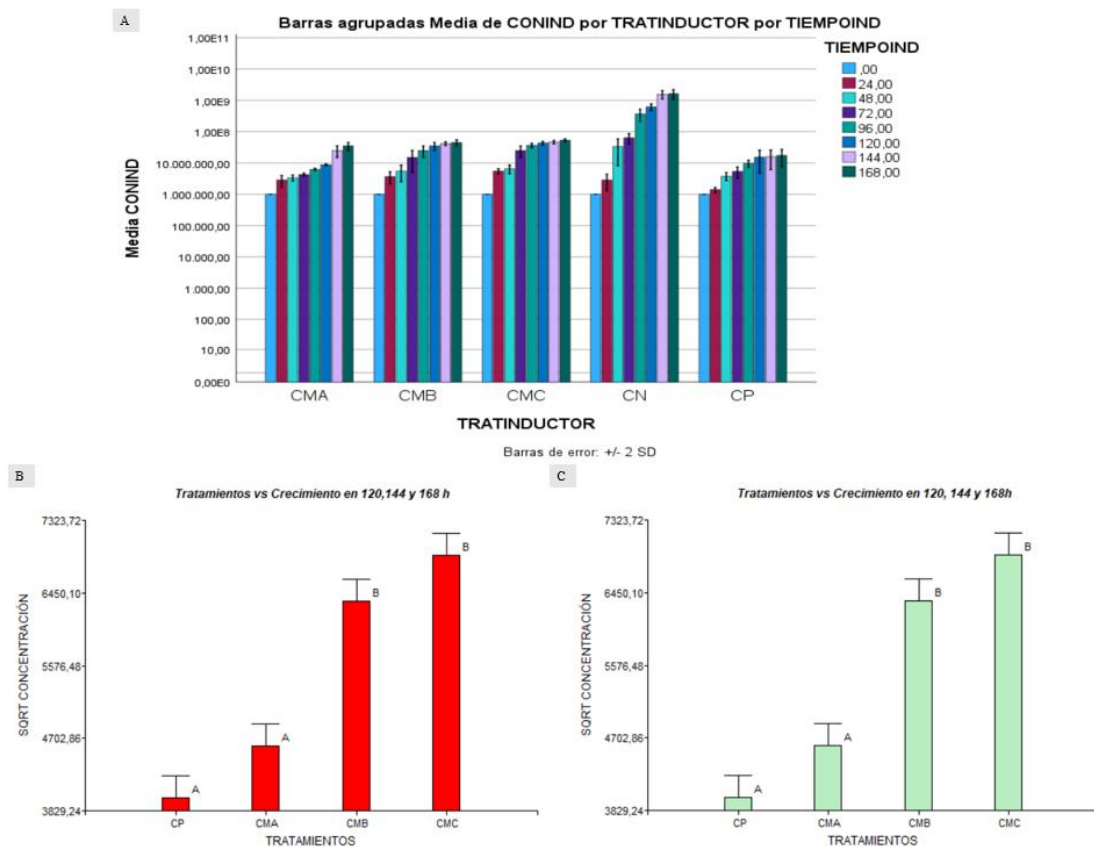 A
Barras agrupadas Media de CONIND por TRATINDUCTOR por TIEMPOIND
Media CONIND
1,00E11
1,00E10
1,00E9
1,00E8
10.000.000,00
1.000.000,00
100.000,00
10.000,00
1.000,00
100,00
10,00
0,00E0
CMA
CMB
CMC
CN
CP
TRATINDUCTOR
Barras de error: +/- 2 SD
TIEMPOIND
,00
24,00
48,00
72,00
96,00
120,00
144,00
168,00
B
Tratamientos vs Crecimiento en 120,144 y 168 h
SQRT CONCENTRACIÓN
7323,72
6450,10
5576,48
4702,86
3829,24
A
A
B
B
CP
CMA
CMB
CMC
TRATAMIENTOS
C
Tratamientos vs Crecimiento en 120, 144 y 168h
SQRT CONCENTRACIÓN
7323,72
6450,10
5576,48
4702,86
3829,24
A
A
B
B
CP
CMA
CMB
CMC
TRATAMIENTOS